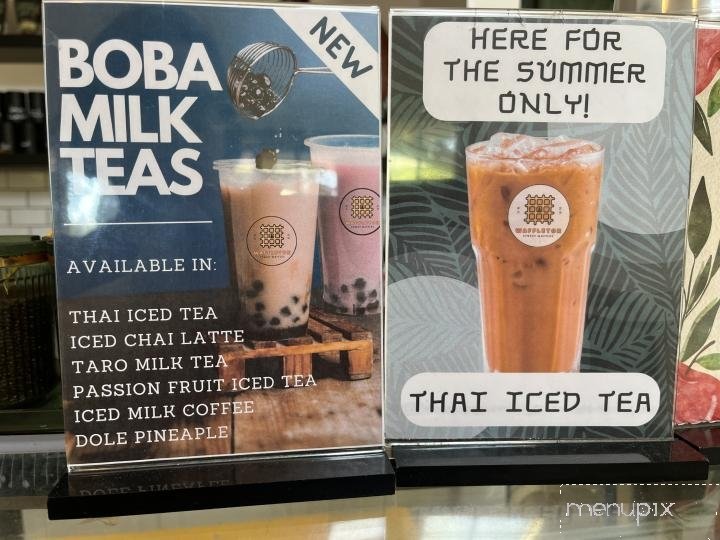 BOBA
MILK
TEAS
NEW
AVAILABLE IN:
THAI ICED TEA
ICED CHAI LATTE
TARO MILK TEA
PASSION FRUIT ICED TEA
ICED MILK COFFEE
DOLE PINEAPLE
HERE FOR
THE SUMMER
ONLY!
WAFFLETON
THAI ICED TEA
menupix